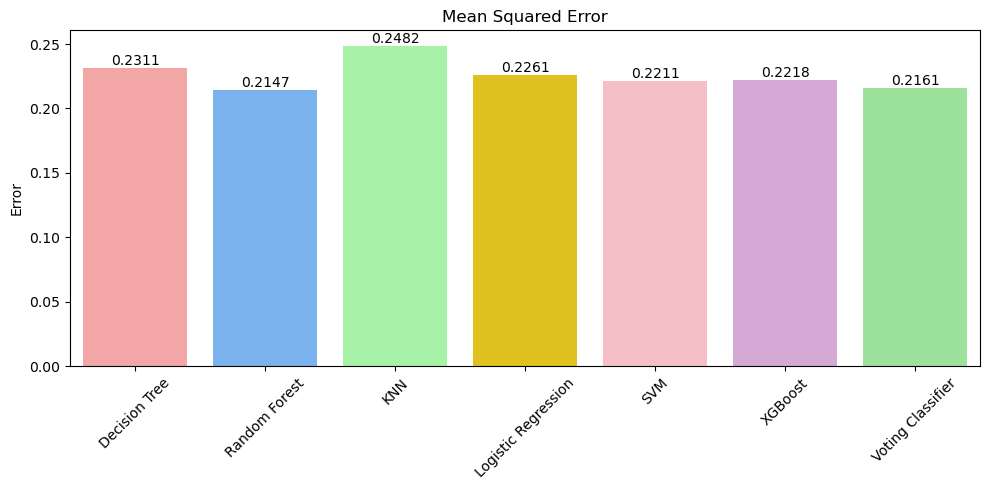 Mean Squared Error
Error
0.25
0.20
0.15
0.10
0.05
0.00
0.2311
0.2147
0.2482
0.2261
0.2211
0.2218
0.2161
Decision Tree
Random Forest
KNN
Logistic Regression
SVM
XGBoost
Voting Classifier